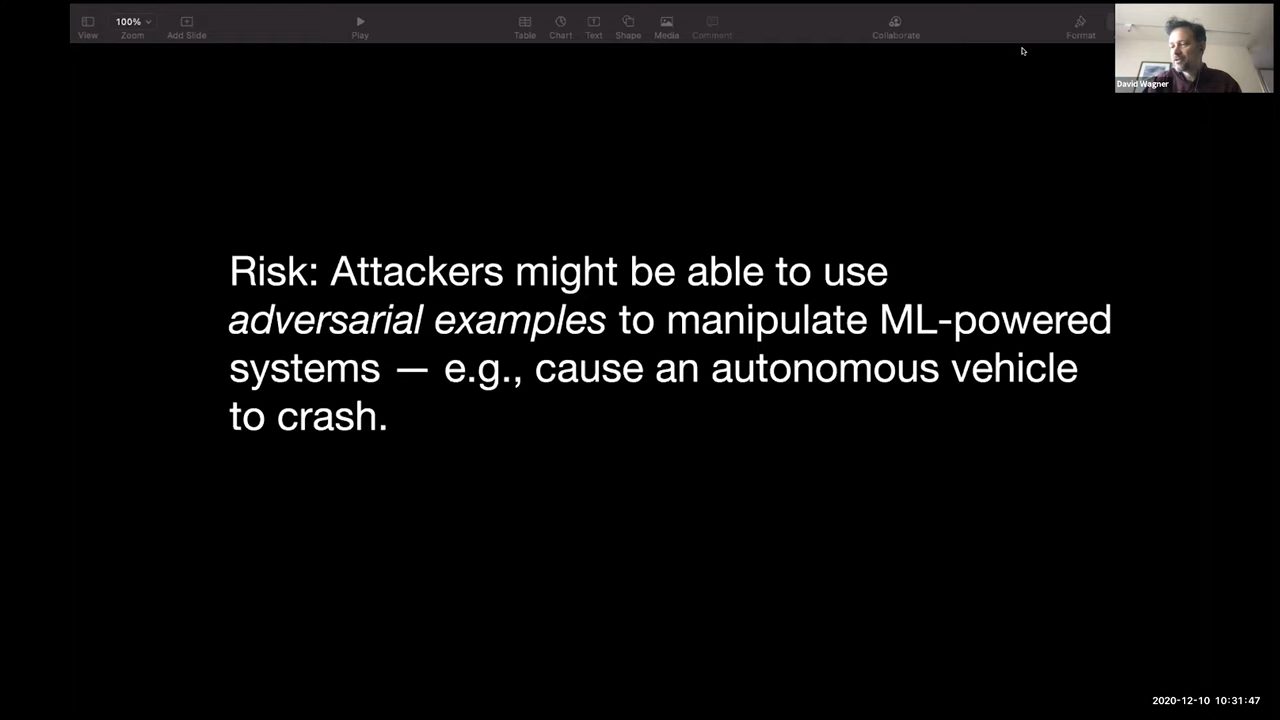 100%
View
Zoom
Add Slide
Play
Table
Chart
Text
Shape
Media
Comment
Collaborate
Format
David Wagner
Risk: Attackers might be able to use
adversarial examples to manipulate ML-powered
systems — e.g., cause an autonomous vehicle
to crash.
2020-12-10 10:31:47